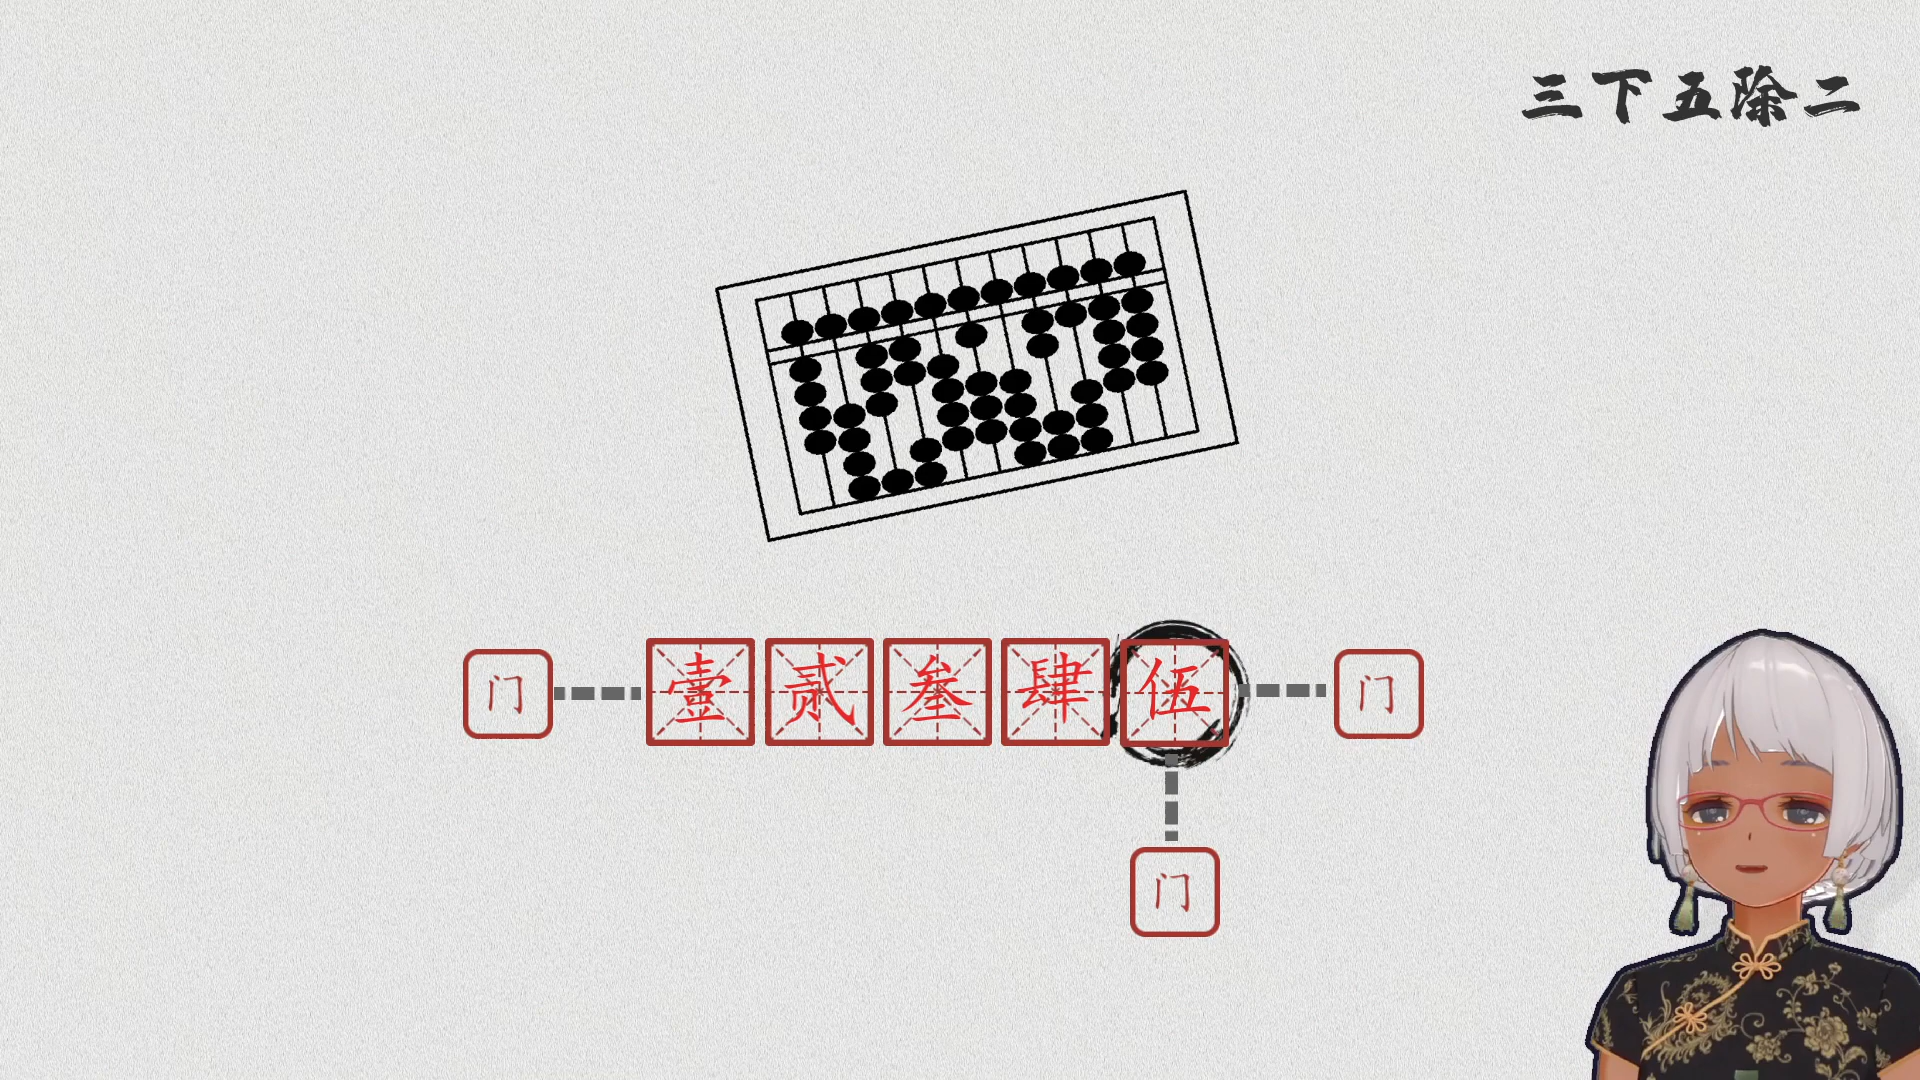 三下五除二
门 壹 贰 叁 肆 伍 门
门